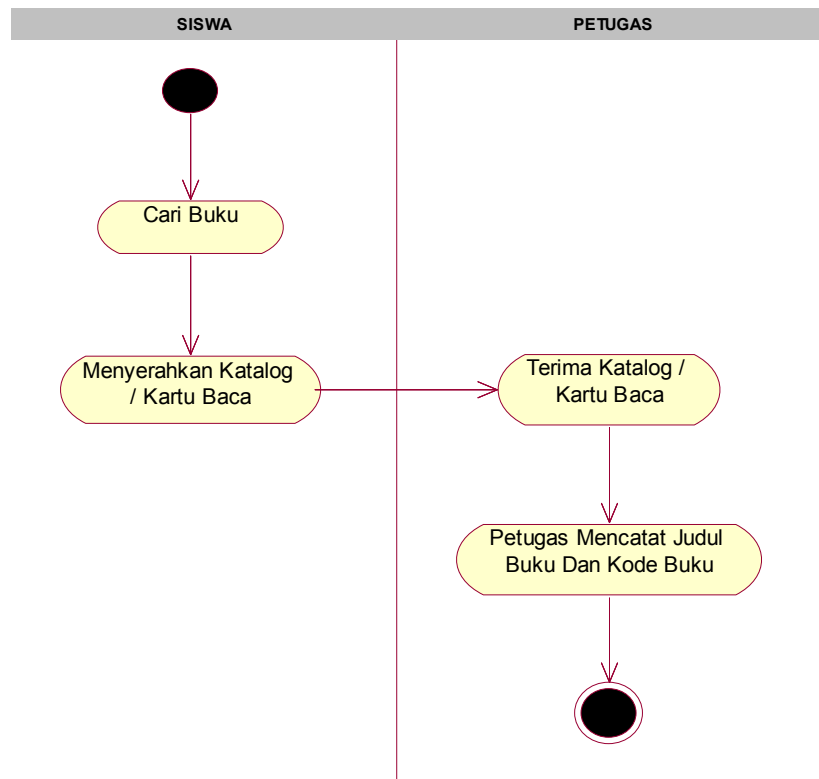 SISWA
PETUGAS
Cari Buku
Menyerahkan Katalog
/ Kartu Baca
Terima Katalog /
Kartu Baca
Petugas Mencatat Judul
Buku Dan Kode Buku